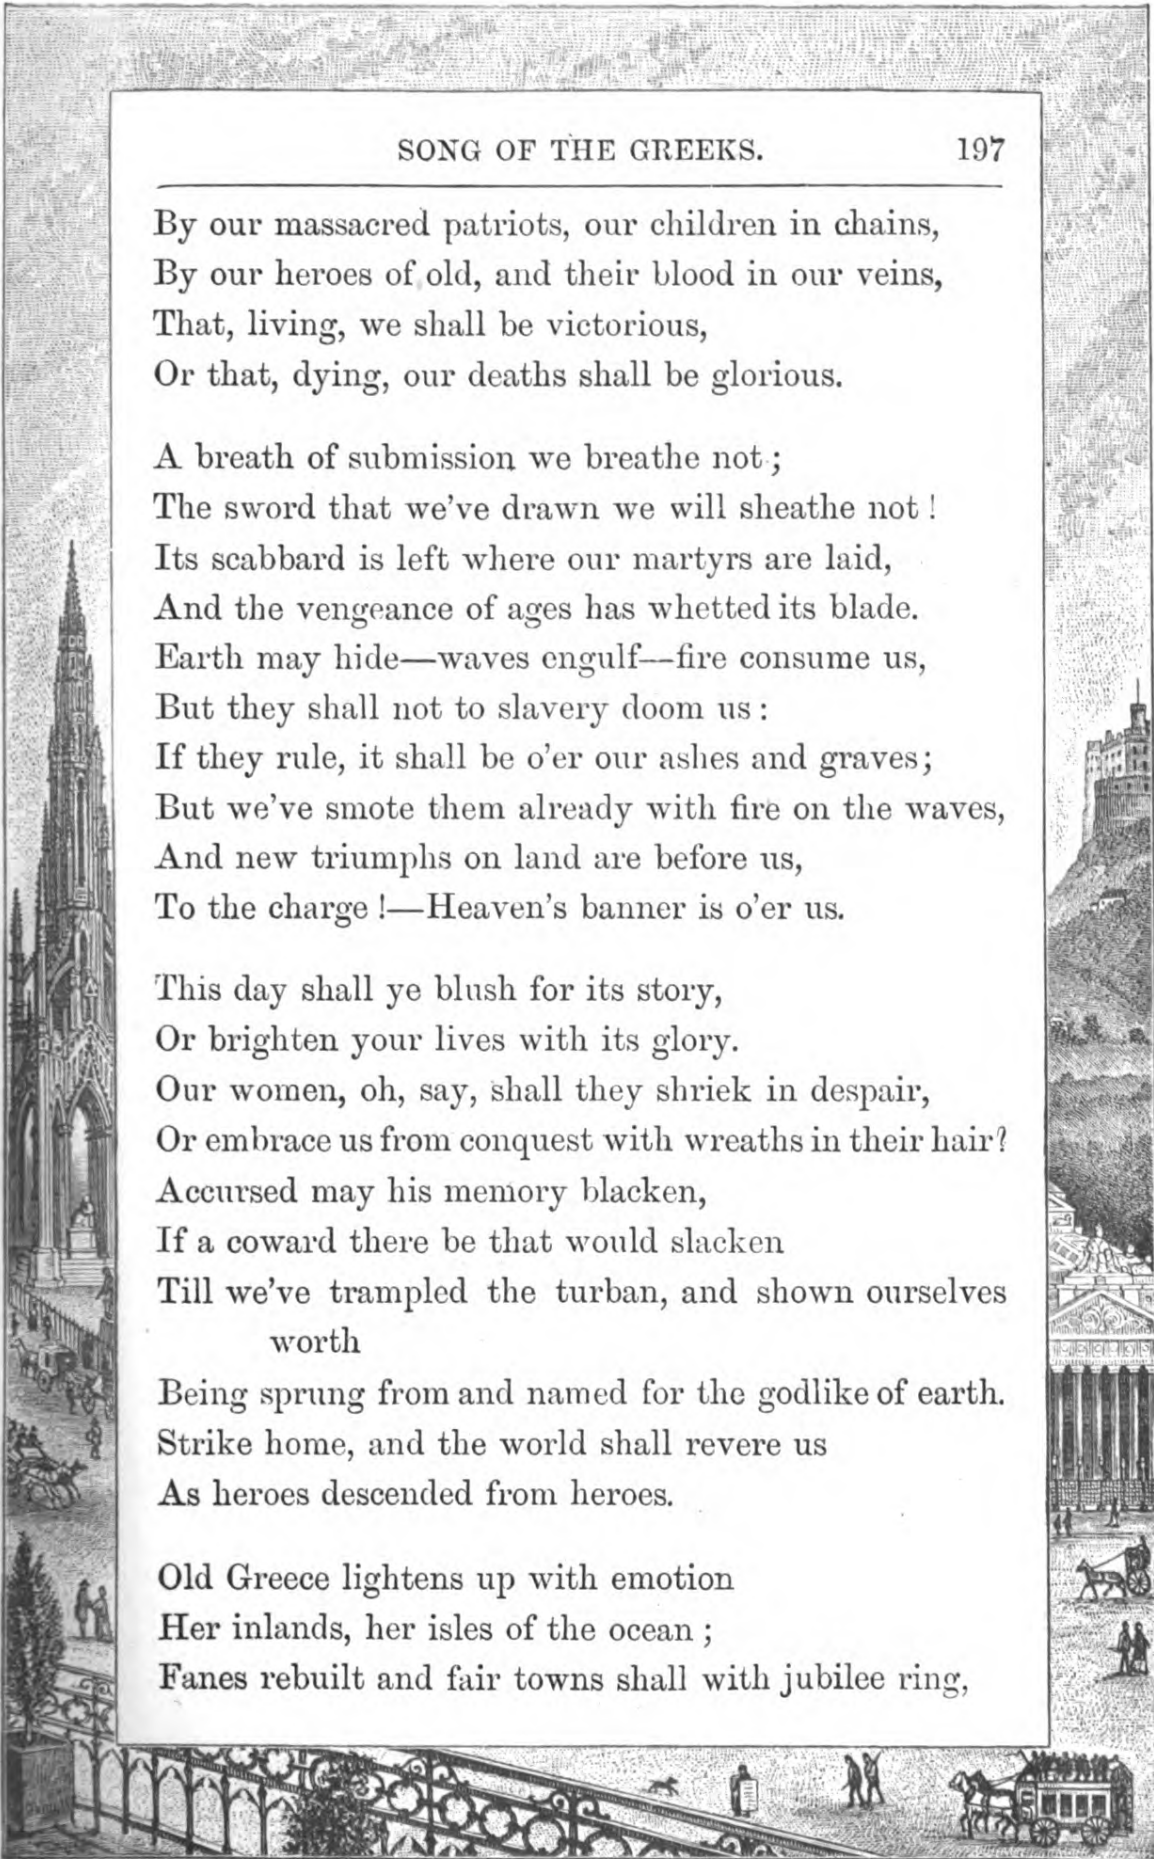 SONG OF THE GREEKS. 197
By our massacred patriots, our children in chains,
By our heroes of old, and their blood in our veins,
That, living, we shall be victorious,
Or that, dying, our deaths shall be glorious.
A breath of submission we breathe not;
The sword that we've drawn we will sheathe not!
Its scabbard is left where our martyrs are laid,
And the vengeance of ages has whetted its blade.
Earth may hide—waves engulf—fire consume us,
But they shall not to slavery doom us:
If they rule, it shall be o'er our ashes and graves;
But we've smote them already with fire on the waves,
And new triumphs on land are before us,
To the charge!—Heaven's banner is o'er us.
This day shall ye blush for its story,
Or brighten your lives with its glory.
Our women, oh, say, shall they shriek in despair,
Or embrace us from conquest with wreaths in their hair?
Accursed may his memory blacken,
If a coward there be that would slacken
Till we've trampled the turban, and shown ourselves
worth
Being sprung from and named for the godlike of earth.
Strike home, and the world shall revere us
As heroes descended from heroes.
Old Greece lightens up with emotion
Her inlands, her isles of the ocean;
Fanes rebuilt and fair towns shall with jubilee ring,